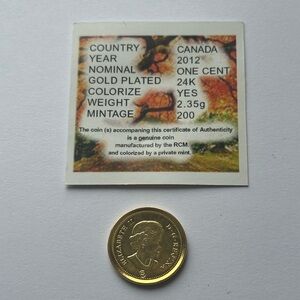 COUNTRY CANADA
YEAR 2012
NOMINAL ONE CENT
GOLD PLATED 24K
COLORIZE YES
WEIGHT 2.35g
MINTAGE 200
The coin (s) accompaning this certificate of Authenticity
is a genuine coin
manufactured by the RCM
and colorized by a private mint.
ELIZABETH II D·G·REGINA